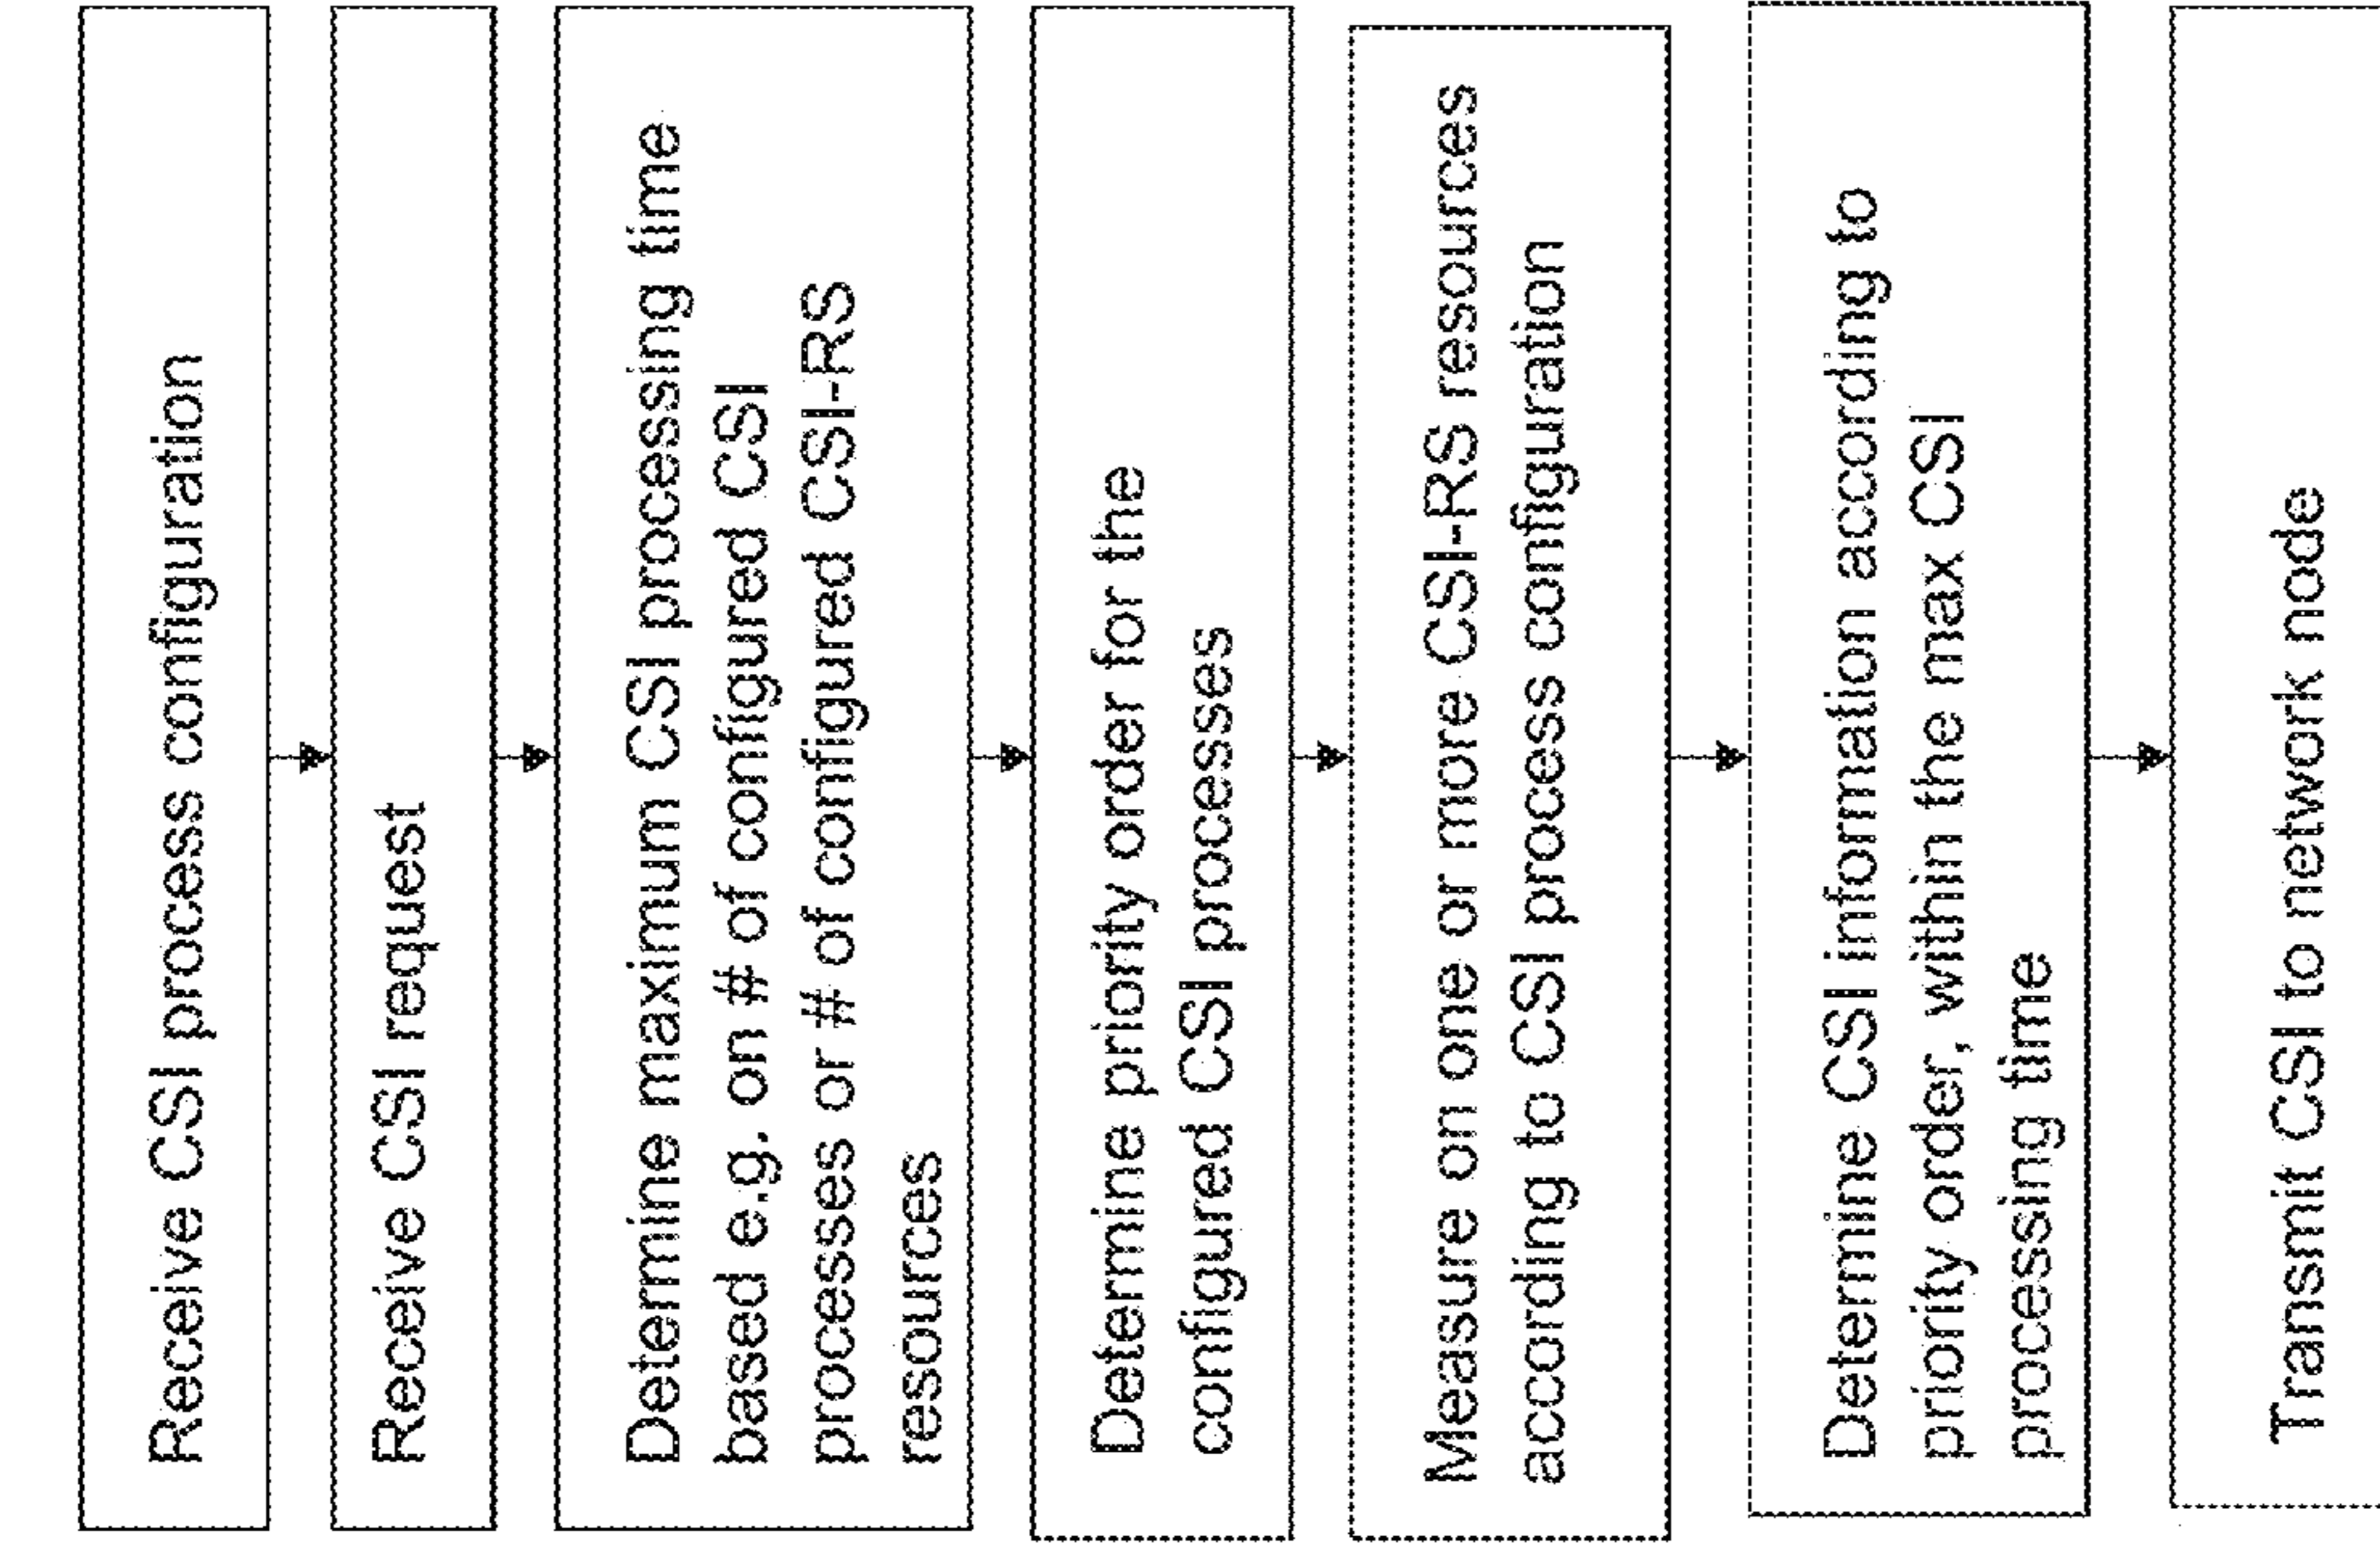 Receive CSI process configuration
Receive CSI request
Determine maximum CSI processing time
based e.g. on # of configured CSI
processes or # of configured CSI-RS
resources
Determine priority order for the
configured CSI processes
Measure on one or more CSI-RS resources
according to CSI process configuration
Determine CSI information according to
priority order, within the max CSI
processing time
Transmit CSI to network node